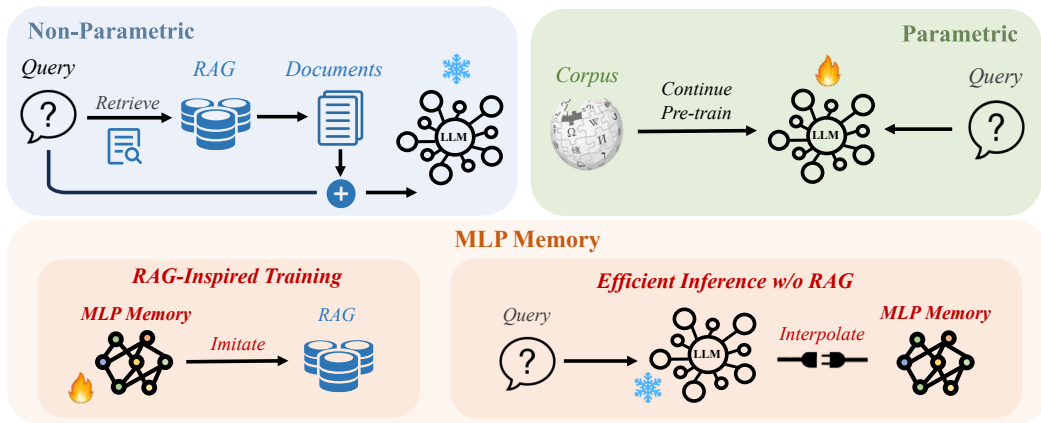 Non-Parametric
Query
RAG
Documents
?
Retrieve
LLM
+
Parametric
Corpus
Continue
Pre-train
LLM
Query
?
MLP Memory
RAG-Inspired Training
MLP Memory
RAG
Imitate
Efficient Inference w/o RAG
Query
?
LLM
Interpolate
MLP Memory